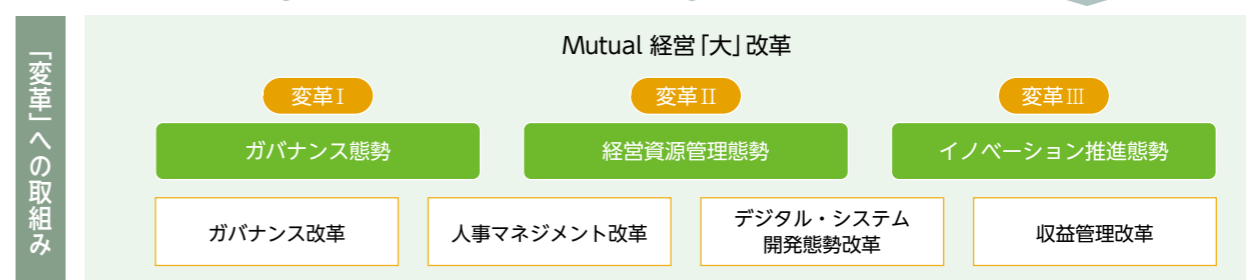 「変革」への取組み
Mutual 経営「大」改革
変革Ⅰ
変革Ⅱ
変革Ⅲ
ガバナンス態勢
経営資源管理態勢
イノベーション推進態勢
ガバナンス改革
人事マネジメント改革
デジタル・システム
開発態勢改革
収益管理改革